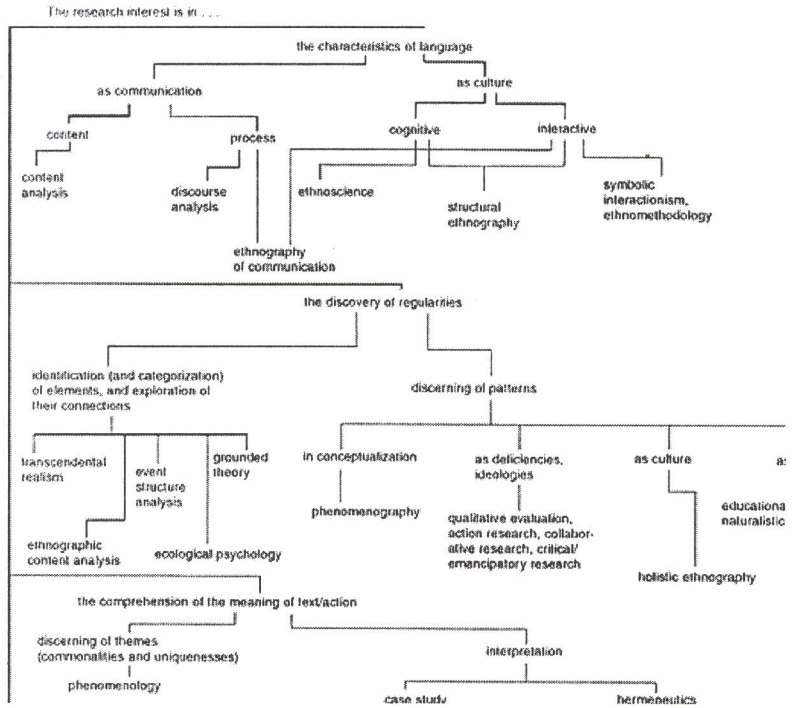 The research interest is in . . .
the characteristics of language
as communication
as culture
content
process
cognitive
interactive
content
analysis
discourse
analysis
ethnoscience
structural
ethnography
symbolic
interactionism,
ethnomethodology
ethnography
of communication
the discovery of regularities
identification (and categorization)
of elements, and exploration of
their connections
discerning of patterns
transcendental
realism
event
structure
analysis
grounded
theory
in conceptualization
as deficiencies,
ideologies
as culture
as
ethnographic
content analysis
ecological psychology
phenomenography
qualitative evaluation,
action research, collabor-
ative research, critical/
emancipatory research
holistic ethnography
educational
naturalistic
the comprehension of the meaning of text/action
discerning of themes
(commonalities and uniquenesses)
interpretation
phenomenology
case study
hermeneutics